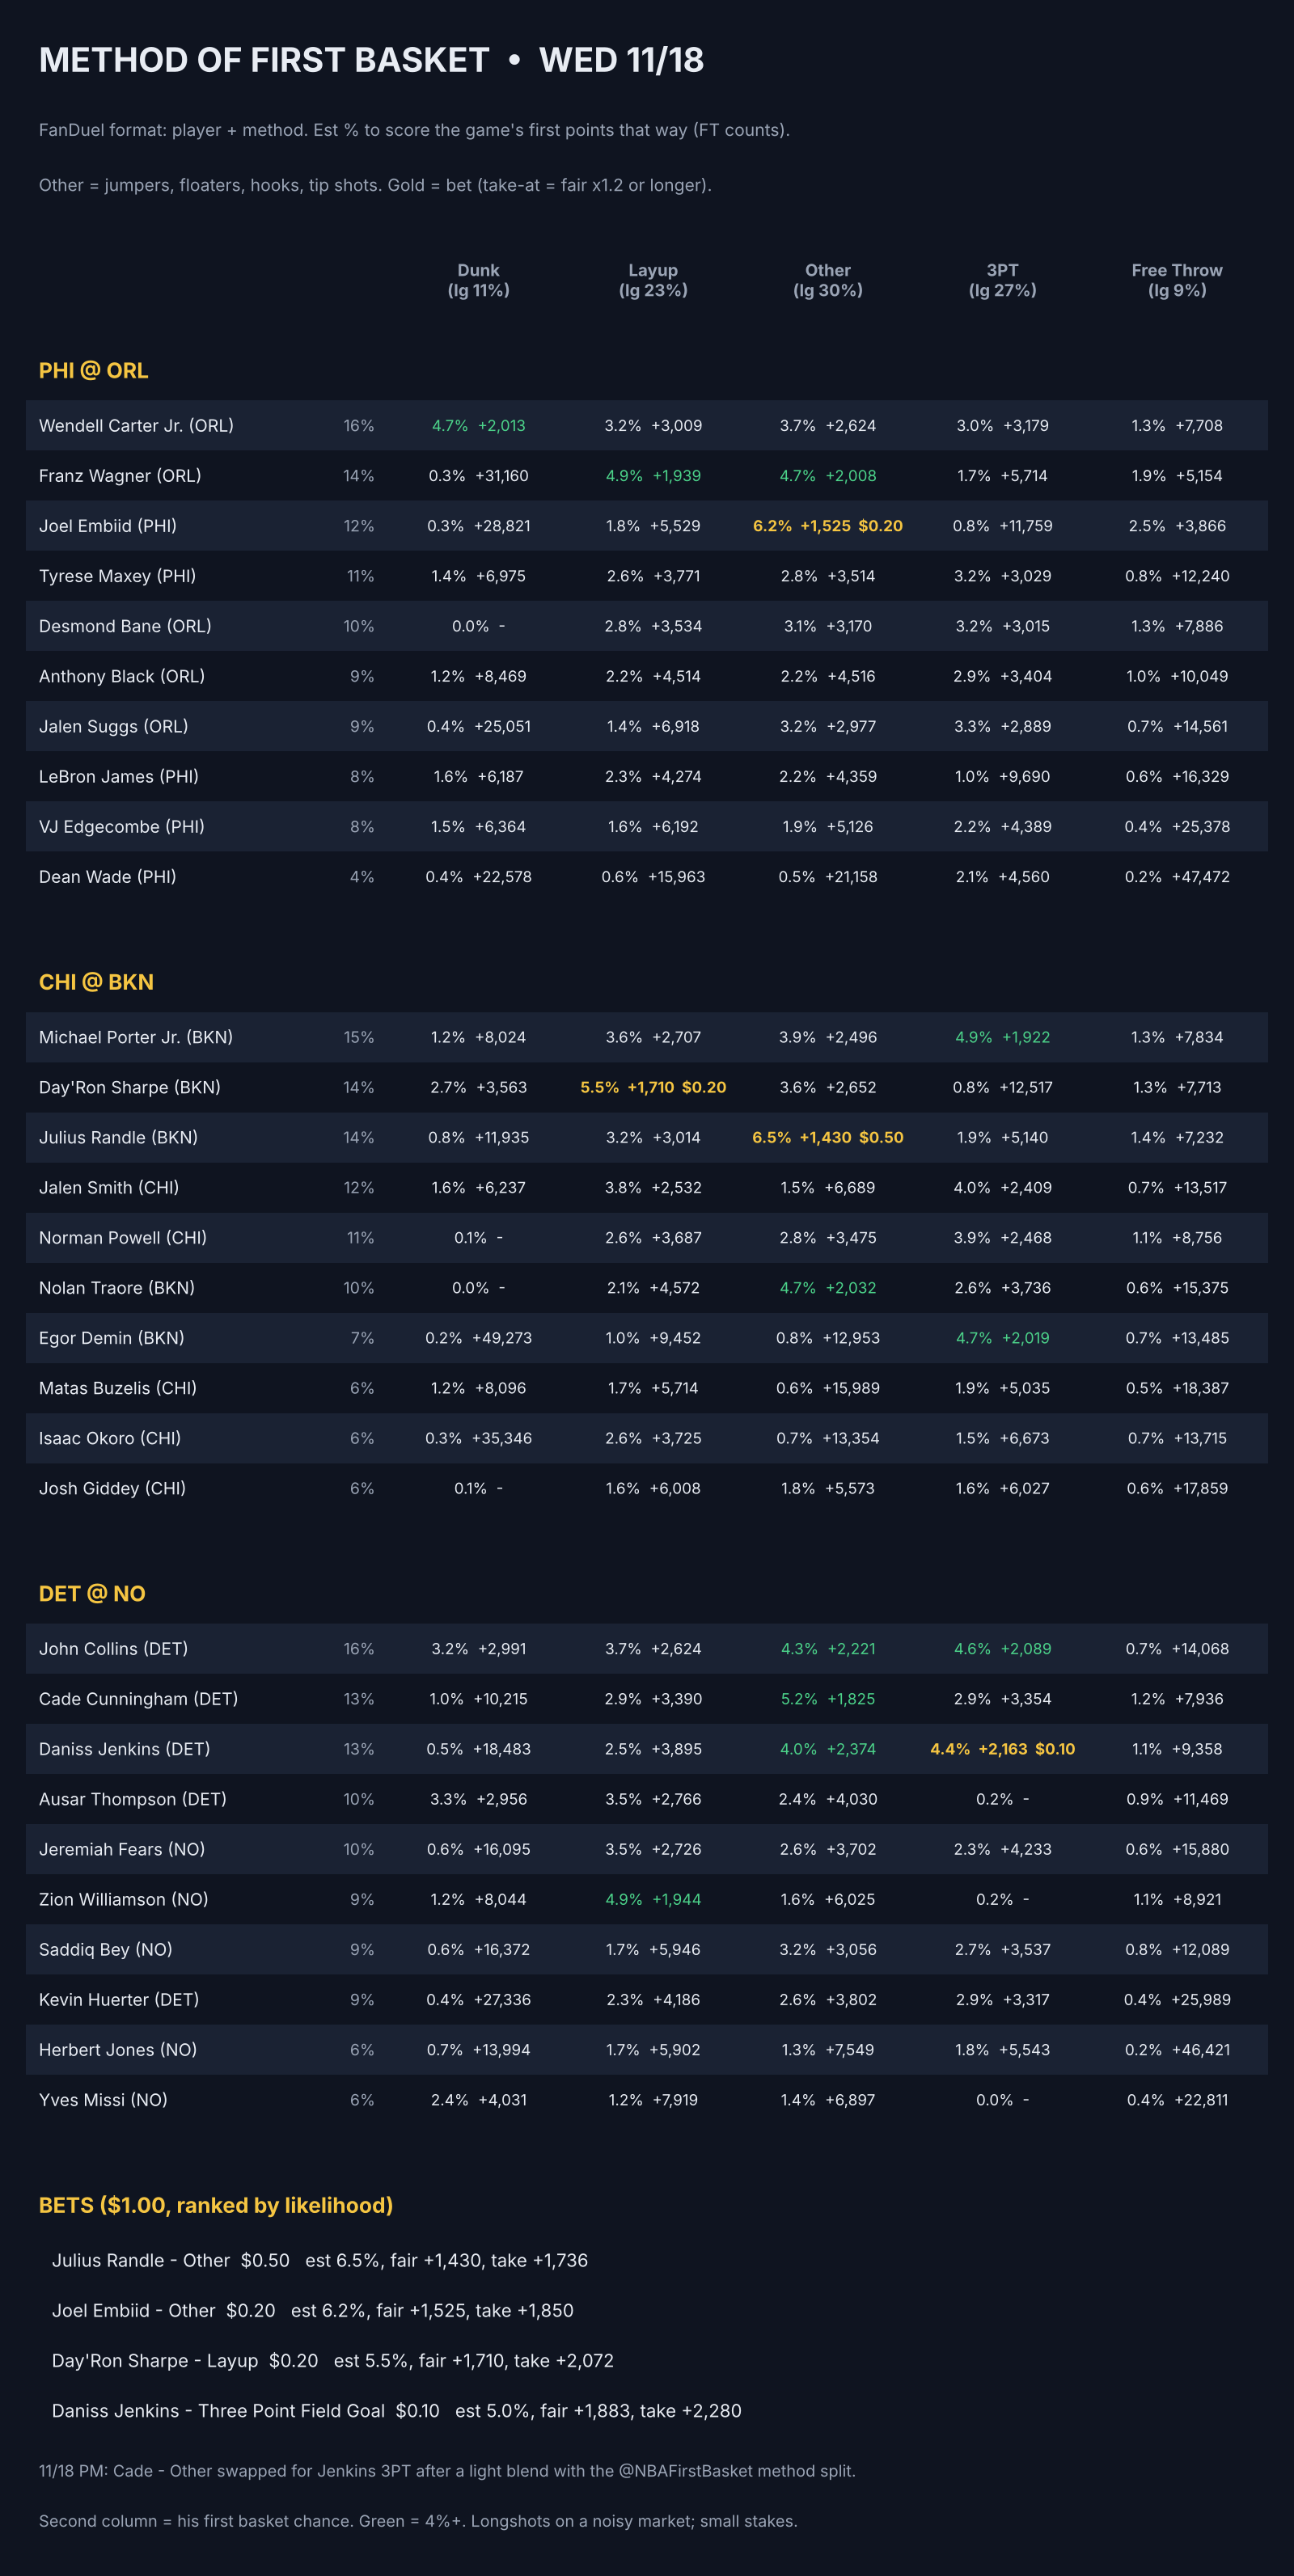 METHOD OF FIRST BASKET • WED 11/18
FanDuel format: player + method. Est % to score the game's first points that way (FT counts).
Other = jumpers, floaters, hooks, tip shots. Gold = bet (take-at = fair x1.2 or longer).
Dunk (lg 11%) Layup (lg 23%) Other (lg 30%) 3PT (lg 27%) Free Throw (lg 9%)
PHI @ ORL
Wendell Carter Jr. (ORL) 16% 4.7% +2,013 3.2% +3,009 3.7% +2,624 3.0% +3,179 1.3% +7,708
Franz Wagner (ORL) 14% 0.3% +31,160 4.9% +1,939 4.7% +2,008 1.7% +5,714 1.9% +5,154
Joel Embiid (PHI) 12% 0.3% +28,821 1.8% +5,529 6.2% +1,525 $0.20 0.8% +11,759 2.5% +3,866
Tyrese Maxey (PHI) 11% 1.4% +6,975 2.6% +3,771 2.8% +3,514 3.2% +3,029 0.8% +12,240
Desmond Bane (ORL) 10% 0.0% - 2.8% +3,534 3.1% +3,170 3.2% +3,015 1.3% +7,886
Anthony Black (ORL) 9% 1.2% +8,469 2.2% +4,514 2.2% +4,516 2.9% +3,404 1.0% +10,049
Jalen Suggs (ORL) 9% 0.4% +25,051 1.4% +6,918 3.2% +2,977 3.3% +2,889 0.7% +14,561
LeBron James (PHI) 8% 1.6% +6,187 2.3% +4,274 2.2% +4,359 1.0% +9,690 0.6% +16,329
VJ Edgecombe (PHI) 8% 1.5% +6,364 1.6% +6,192 1.9% +5,126 2.2% +4,389 0.4% +25,378
Dean Wade (PHI) 4% 0.4% +22,578 0.6% +15,963 0.5% +21,158 2.1% +4,560 0.2% +47,472
CHI @ BKN
Michael Porter Jr. (BKN) 15% 1.2% +8,024 3.6% +2,707 3.9% +2,496 4.9% +1,922 1.3% +7,834
Day'Ron Sharpe (BKN) 14% 2.7% +3,563 5.5% +1,710 $0.20 3.6% +2,652 0.8% +12,517 1.3% +7,713
Julius Randle (BKN) 14% 0.8% +11,935 3.2% +3,014 6.5% +1,430 $0.50 1.9% +5,140 1.4% +7,232
Jalen Smith (CHI) 12% 1.6% +6,237 3.8% +2,532 1.5% +6,689 4.0% +2,409 0.7% +13,517
Norman Powell (CHI) 11% 0.1% - 2.6% +3,687 2.8% +3,475 3.9% +2,468 1.1% +8,756
Nolan Traore (BKN) 10% 0.0% - 2.1% +4,572 4.7% +2,032 2.6% +3,736 0.6% +15,375
Egor Demin (BKN) 7% 0.2% +49,273 1.0% +9,452 0.8% +12,953 4.7% +2,019 0.7% +13,485
Matas Buzelis (CHI) 6% 1.2% +8,096 1.7% +5,714 0.6% +15,989 1.9% +5,035 0.5% +18,387
Isaac Okoro (CHI) 6% 0.3% +35,346 2.6% +3,725 0.7% +13,354 1.5% +6,673 0.7% +13,715
Josh Giddey (CHI) 6% 0.1% - 1.6% +6,008 1.8% +5,573 1.6% +6,027 0.6% +17,859
DET @ NO
John Collins (DET) 16% 3.2% +2,991 3.7% +2,624 4.3% +2,221 4.6% +2,089 0.7% +14,068
Cade Cunningham (DET) 13% 1.0% +10,215 2.9% +3,390 5.2% +1,825 2.9% +3,354 1.2% +7,936
Daniss Jenkins (DET) 13% 0.5% +18,483 2.5% +3,895 4.0% +2,374 4.4% +2,163 $0.10 1.1% +9,358
Ausar Thompson (DET) 10% 3.3% +2,956 3.5% +2,766 2.4% +4,030 0.2% - 0.9% +11,469
Jeremiah Fears (NO) 10% 0.6% +16,095 3.5% +2,726 2.6% +3,702 2.3% +4,233 0.6% +15,880
Zion Williamson (NO) 9% 1.2% +8,044 4.9% +1,944 1.6% +6,025 0.2% - 1.1% +8,921
Saddiq Bey (NO) 9% 0.6% +16,372 1.7% +5,946 3.2% +3,056 2.7% +3,537 0.8% +12,089
Kevin Huerter (DET) 9% 0.4% +27,336 2.3% +4,186 2.6% +3,802 2.9% +3,317 0.4% +25,989
Herbert Jones (NO) 6% 0.7% +13,994 1.7% +5,902 1.3% +7,549 1.8% +5,543 0.2% +46,421
Yves Missi (NO) 6% 2.4% +4,031 1.2% +7,919 1.4% +6,897 0.0% - 0.4% +22,811
BETS ($1.00, ranked by likelihood)
Julius Randle - Other $0.50 est 6.5%, fair +1,430, take +1,736
Joel Embiid - Other $0.20 est 6.2%, fair +1,525, take +1,850
Day'Ron Sharpe - Layup $0.20 est 5.5%, fair +1,710, take +2,072
Daniss Jenkins - Three Point Field Goal $0.10 est 5.0%, fair +1,883, take +2,280
11/18 PM: Cade - Other swapped for Jenkins 3PT after a light blend with the @NBAFirstBasket method split.
Second column = his first basket chance. Green = 4%+. Longshots on a noisy market; small stakes.